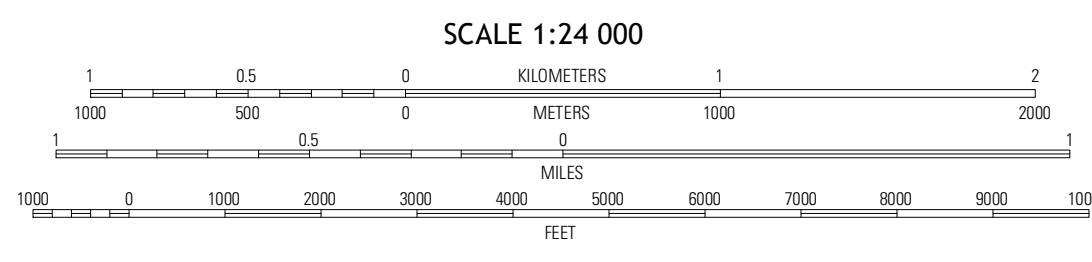 SCALE 1:24 000
1 0.5 0 KILOMETERS 1 2
1000 500 0 METERS 1000 2000
1 0.5 0 1
MILES
1000 0 1000 2000 3000 4000 5000 6000 7000 8000 9000 100
FEET